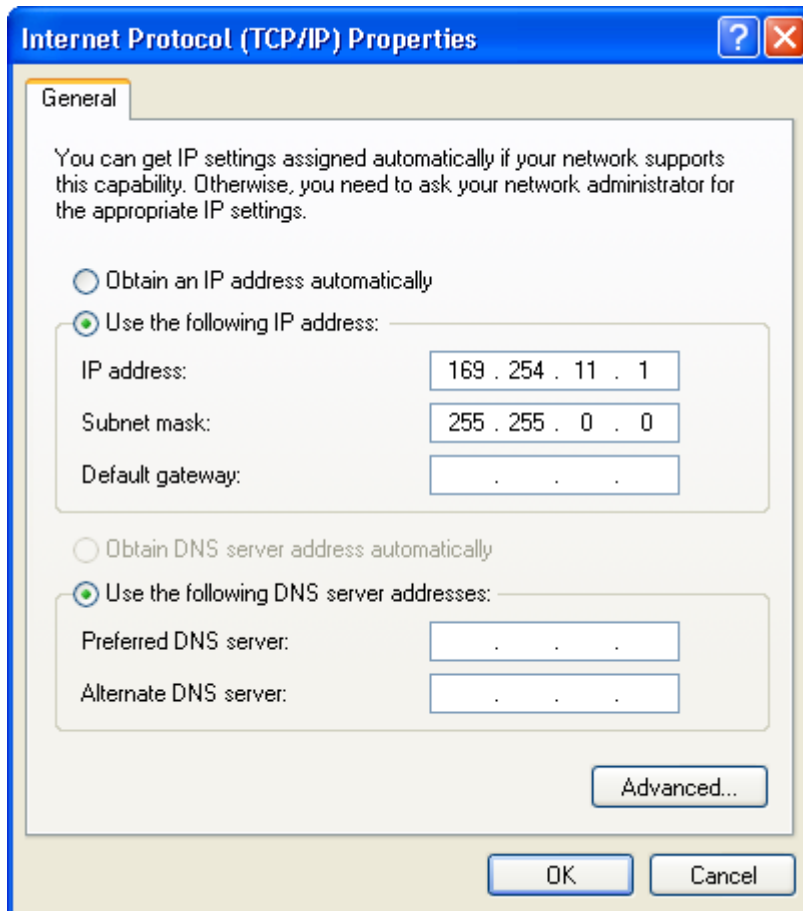 Internet Protocol (TCP/IP) Properties
General
You can get IP settings assigned automatically if your network supports
this capability. Otherwise, you need to ask your network administrator for
the appropriate IP settings.
Obtain an IP address automatically
Use the following IP address:
IP address: 169 . 254 . 11 . 1
Subnet mask: 255 . 255 . 0 . 0
Default gateway: . . .
Obtain DNS server address automatically
Use the following DNS server addresses:
Preferred DNS server: . . .
Alternate DNS server: . . .
Advanced...
OK Cancel